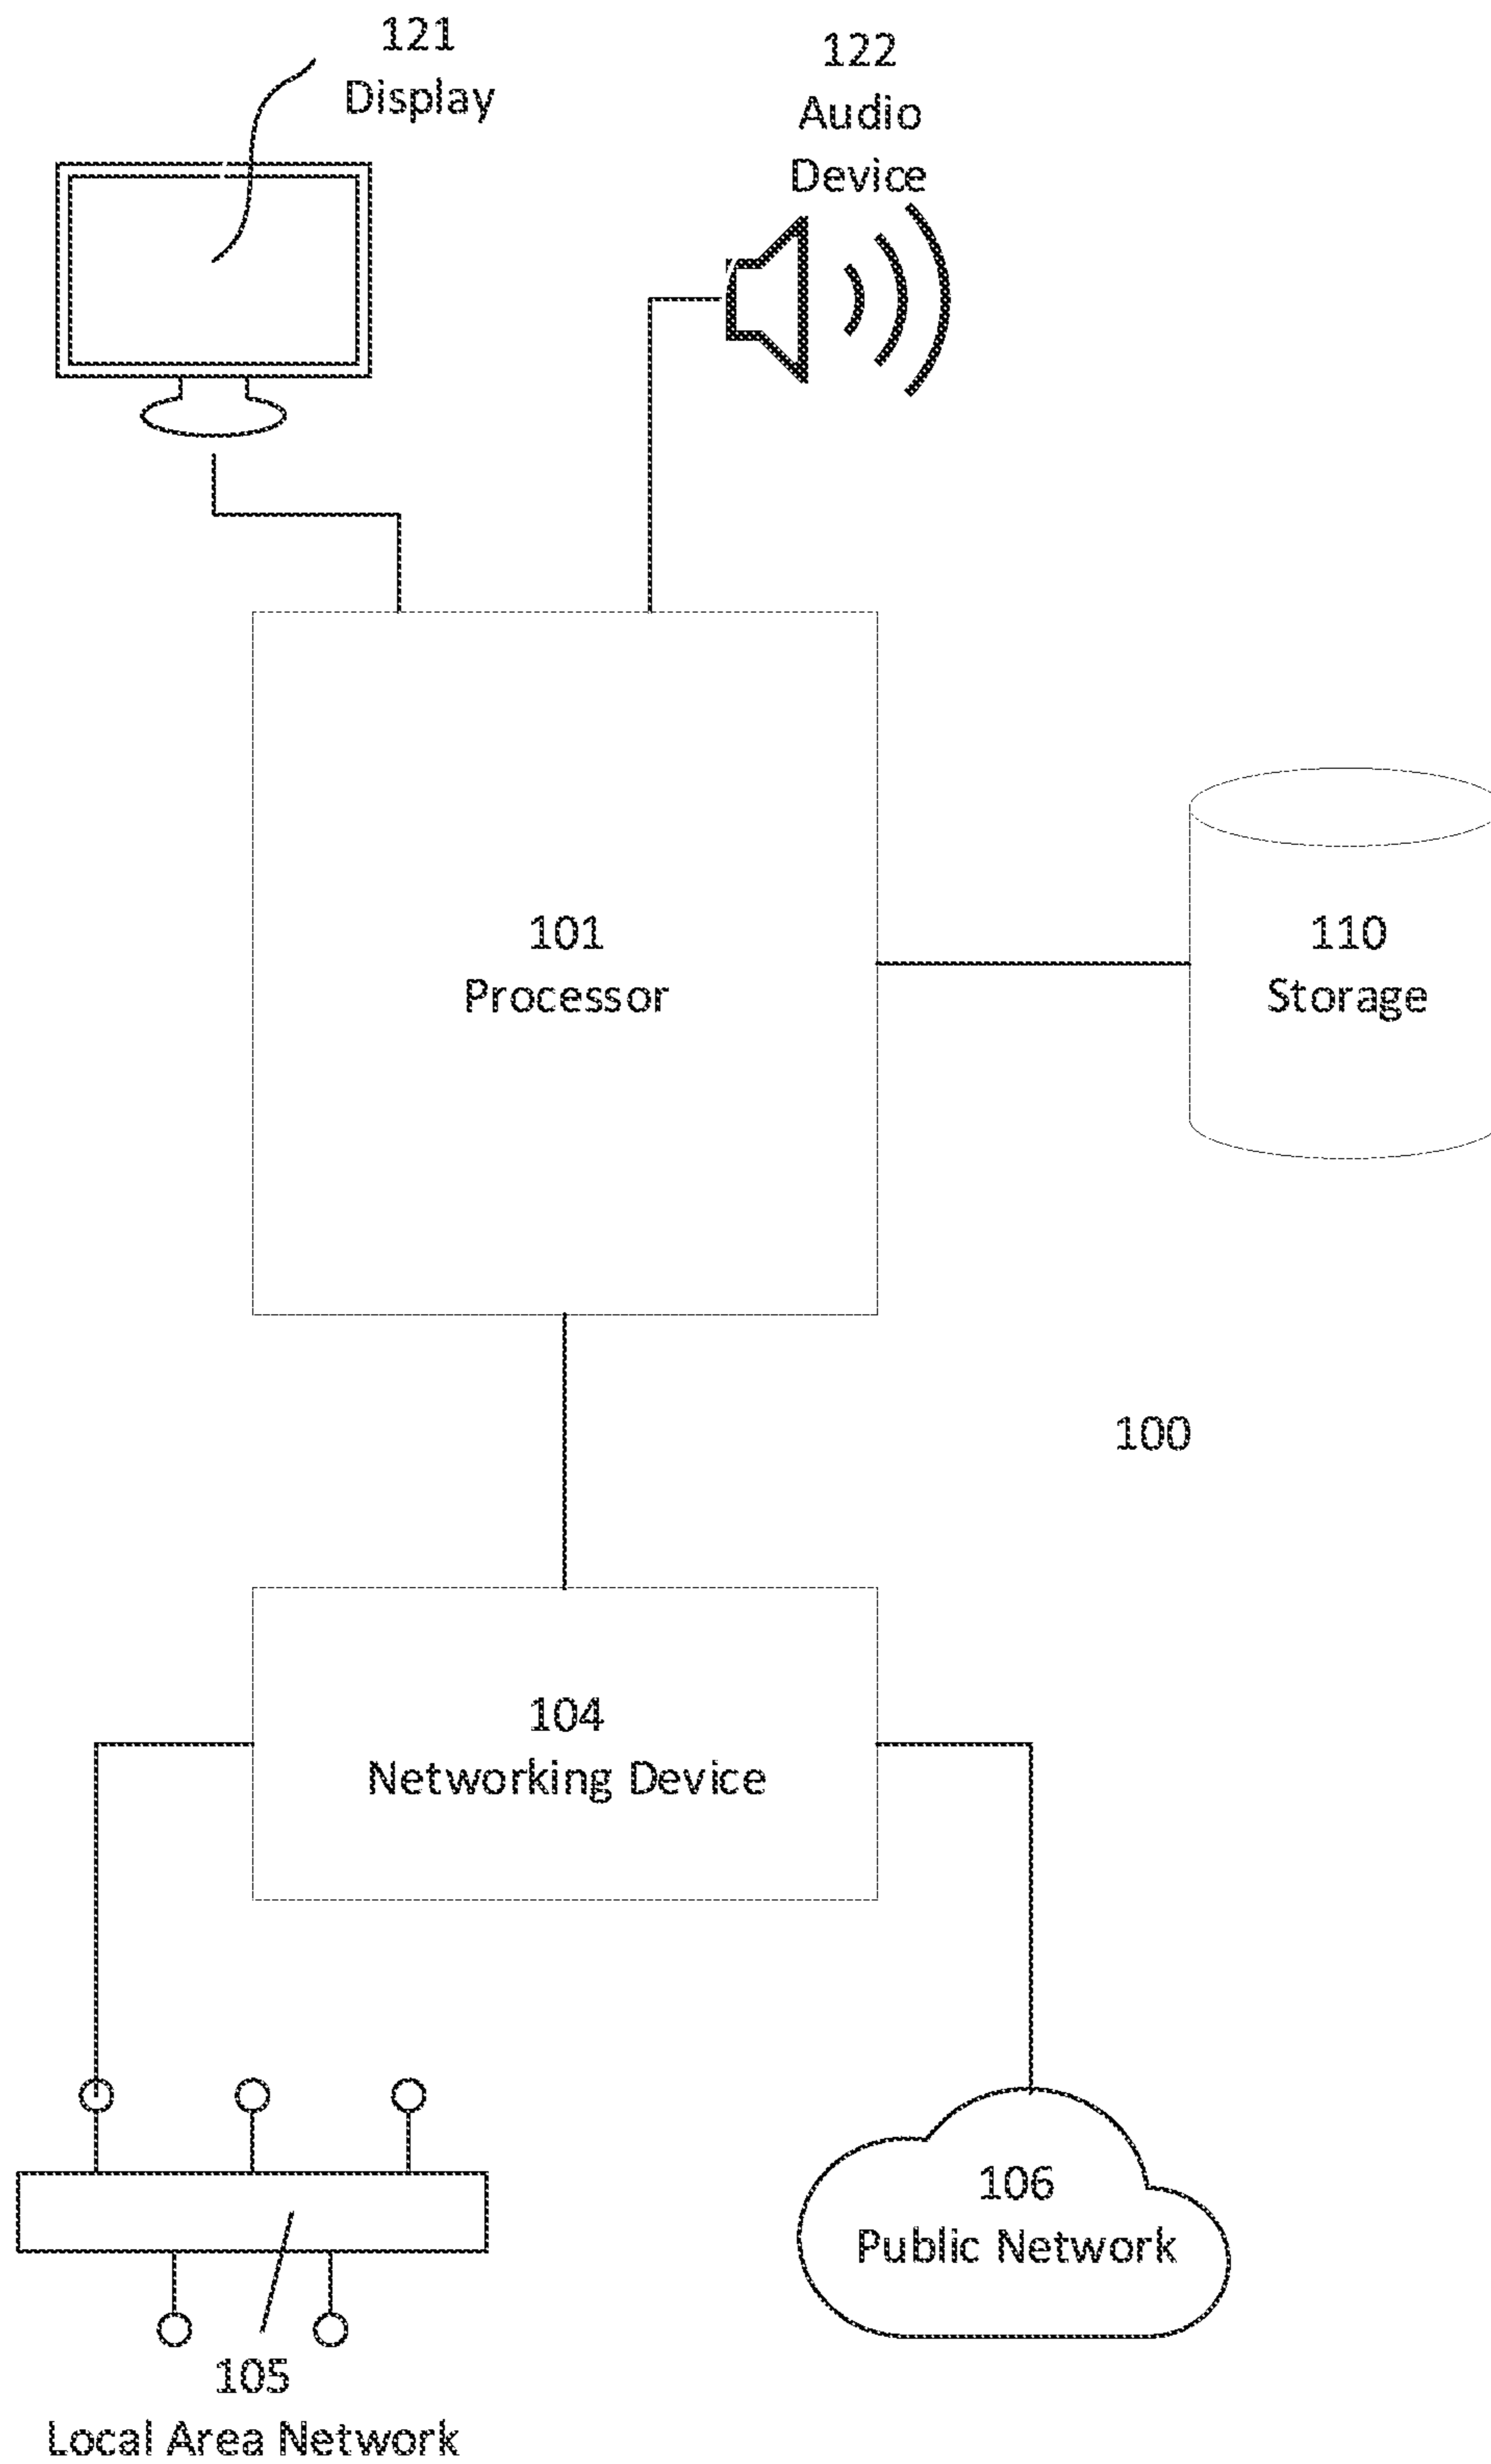 121
Display
122
Audio
Device
101
Processor
110
Storage
100
104
Networking Device
106
Public Network
105
Local Area Network